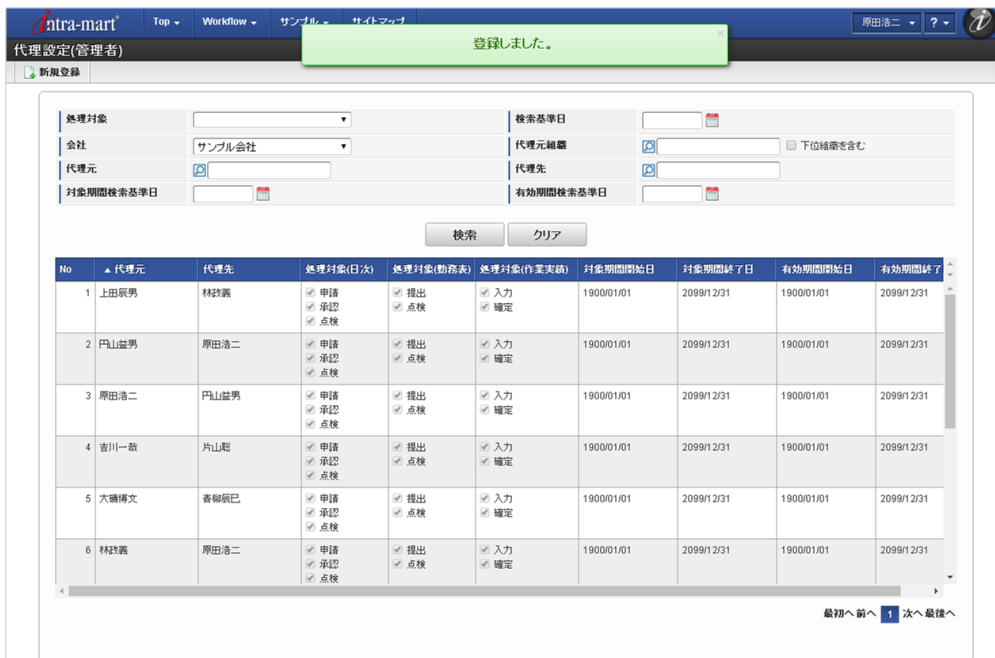 intra-mart Top Workflow サンプル サイトマップ 原田浩二 ?
登録しました。 ×
代理設定(管理者)
新規登録
処理対象 検索基準日
会社 サンプル会社 代理元組織 下位組織を含む
代理元 代理先
対象期間検索基準日 有効期間検索基準日
検索 クリア
No ▲代理元 代理先 処理対象(日次) 処理対象(勤務表) 処理対象(作業実績) 対象期間開始日 対象期間終了日 有効期間開始日 有効期間終了
1 上田辰男 林政義 申請 提出 入力 1900/01/01 2099/12/31 1900/01/01 2099/12/31
承認 点検 確定
点検
2 円山益男 原田浩二 申請 提出 入力 1900/01/01 2099/12/31 1900/01/01 2099/12/31
承認 点検 確定
点検
3 原田浩二 円山益男 申請 提出 入力 1900/01/01 2099/12/31 1900/01/01 2099/12/31
承認 点検 確定
点検
4 吉川一哉 片山聡 申請 提出 入力 1900/01/01 2099/12/31 1900/01/01 2099/12/31
承認 点検 確定
点検
5 大磯博文 青柳辰巳 申請 提出 入力 1900/01/01 2099/12/31 1900/01/01 2099/12/31
承認 点検 確定
点検
6 林政義 原田浩二 申請 提出 入力 1900/01/01 2099/12/31 1900/01/01 2099/12/31
承認 点検 確定
点検
最初へ 前へ 1 次へ 最後へ